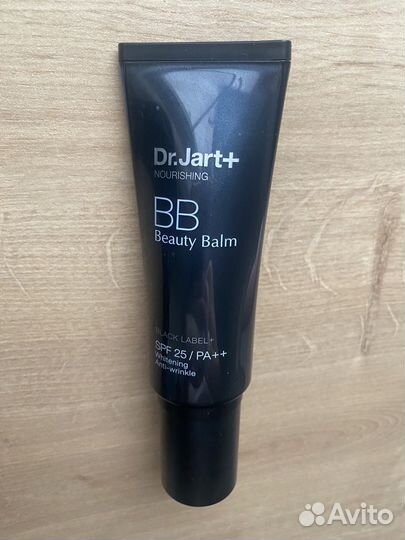 Dr.Jart+
NOURISHING
BB
Beauty Balm
BLACK LABEL+
SPF 25 / PA++
Whitening
Anti-wrinkle
Avito